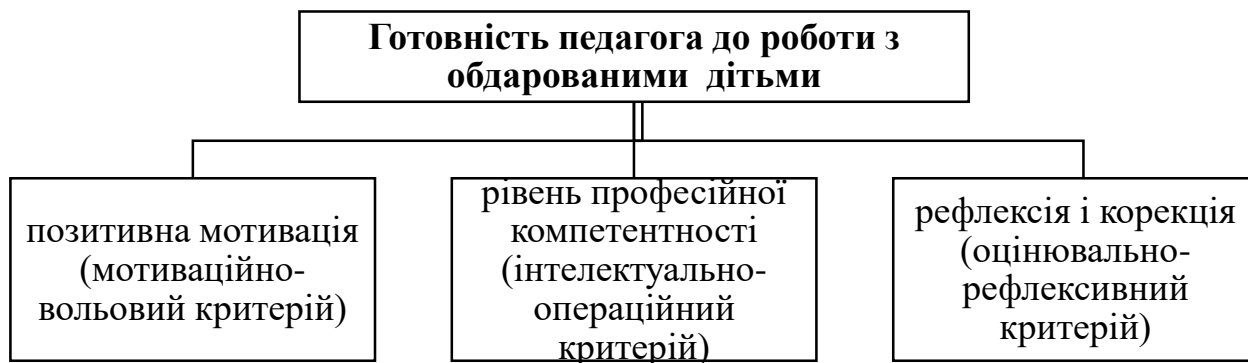 Готовність педагога до роботи з
обдарованими дітьми
позитивна мотивація
(мотиваційно-
вольовий критерій)
рівень професійної
компетентності
(інтелектуально-
операційний
критерій)
рефлексія і корекція
(оцінювально-
рефлексивний
критерій)